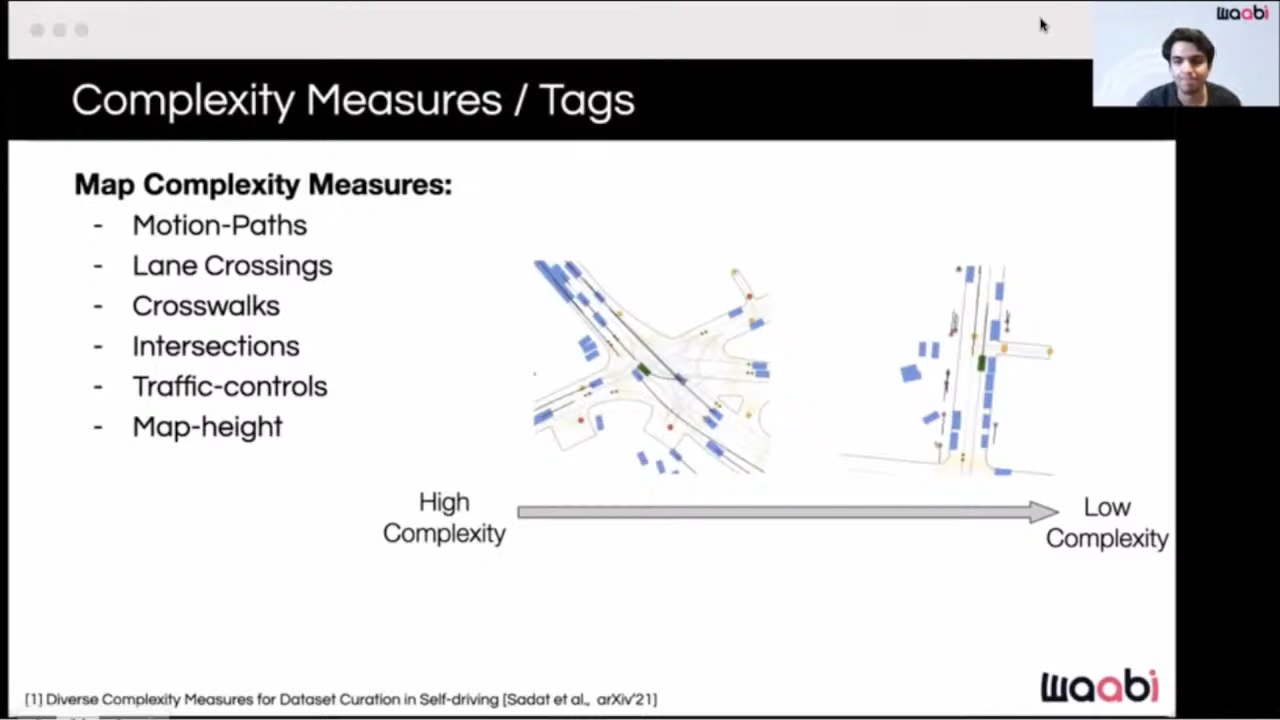 waabi
Complexity Measures / Tags
Map Complexity Measures:
- Motion-Paths
- Lane Crossings
- Crosswalks
- Intersections
- Traffic-controls
- Map-height
High
Complexity
Low
Complexity
waabi
[1] Diverse Complexity Measures for Dataset Curation in Self-driving [Sadat et al., arXiv'21]